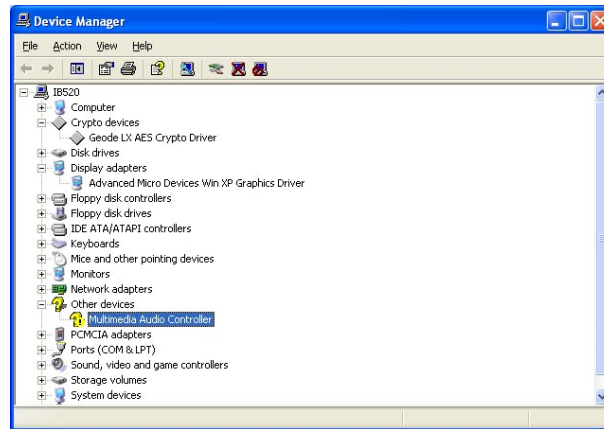 Device Manager
File Action View Help
IB520
Computer
Crypto devices
Geode LX AES Crypto Driver
Disk drives
Display adapters
Advanced Micro Devices Win XP Graphics Driver
Floppy disk controllers
Floppy disk drives
IDE ATA/ATAPI controllers
Keyboards
Mice and other pointing devices
Monitors
Network adapters
Other devices
Multimedia Audio Controller
PCMCIA adapters
Ports (COM & LPT)
Sound, video and game controllers
Storage volumes
System devices